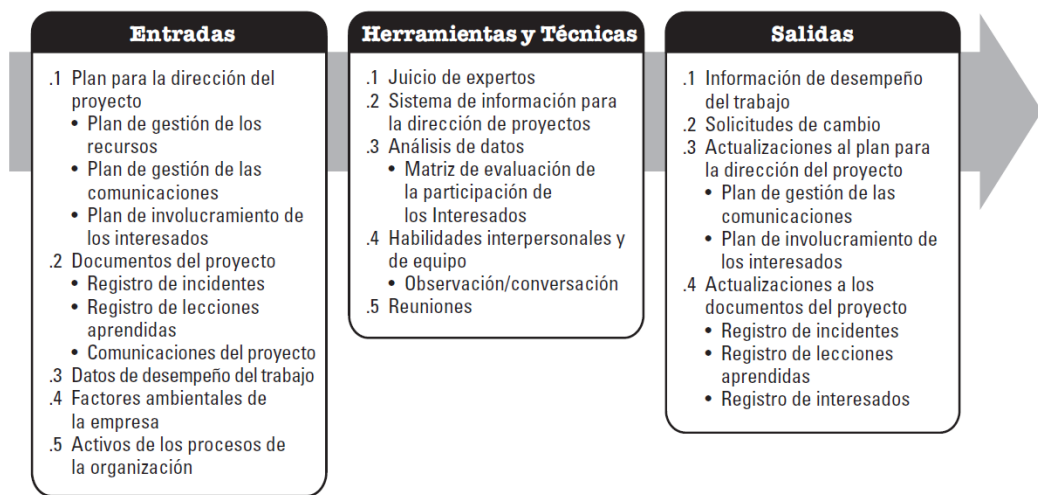 Entradas
.1 Plan para la dirección del
proyecto
• Plan de gestión de los
recursos
• Plan de gestión de las
comunicaciones
• Plan de involucramiento de
los interesados
.2 Documentos del proyecto
• Registro de incidentes
• Registro de lecciones
aprendidas
• Comunicaciones del proyecto
.3 Datos de desempeño del trabajo
.4 Factores ambientales de
la empresa
.5 Activos de los procesos de
la organización
Herramientas y Técnicas
.1 Juicio de expertos
.2 Sistema de información para
la dirección de proyectos
.3 Análisis de datos
• Matriz de evaluación de
la participación de
los Interesados
.4 Habilidades interpersonales y
de equipo
• Observación/conversación
.5 Reuniones
Salidas
.1 Información de desempeño
del trabajo
.2 Solicitudes de cambio
.3 Actualizaciones al plan para
la dirección del proyecto
• Plan de gestión de las
comunicaciones
• Plan de involucramiento de
los interesados
.4 Actualizaciones a los
documentos del proyecto
• Registro de incidentes
• Registro de lecciones
aprendidas
• Registro de interesados